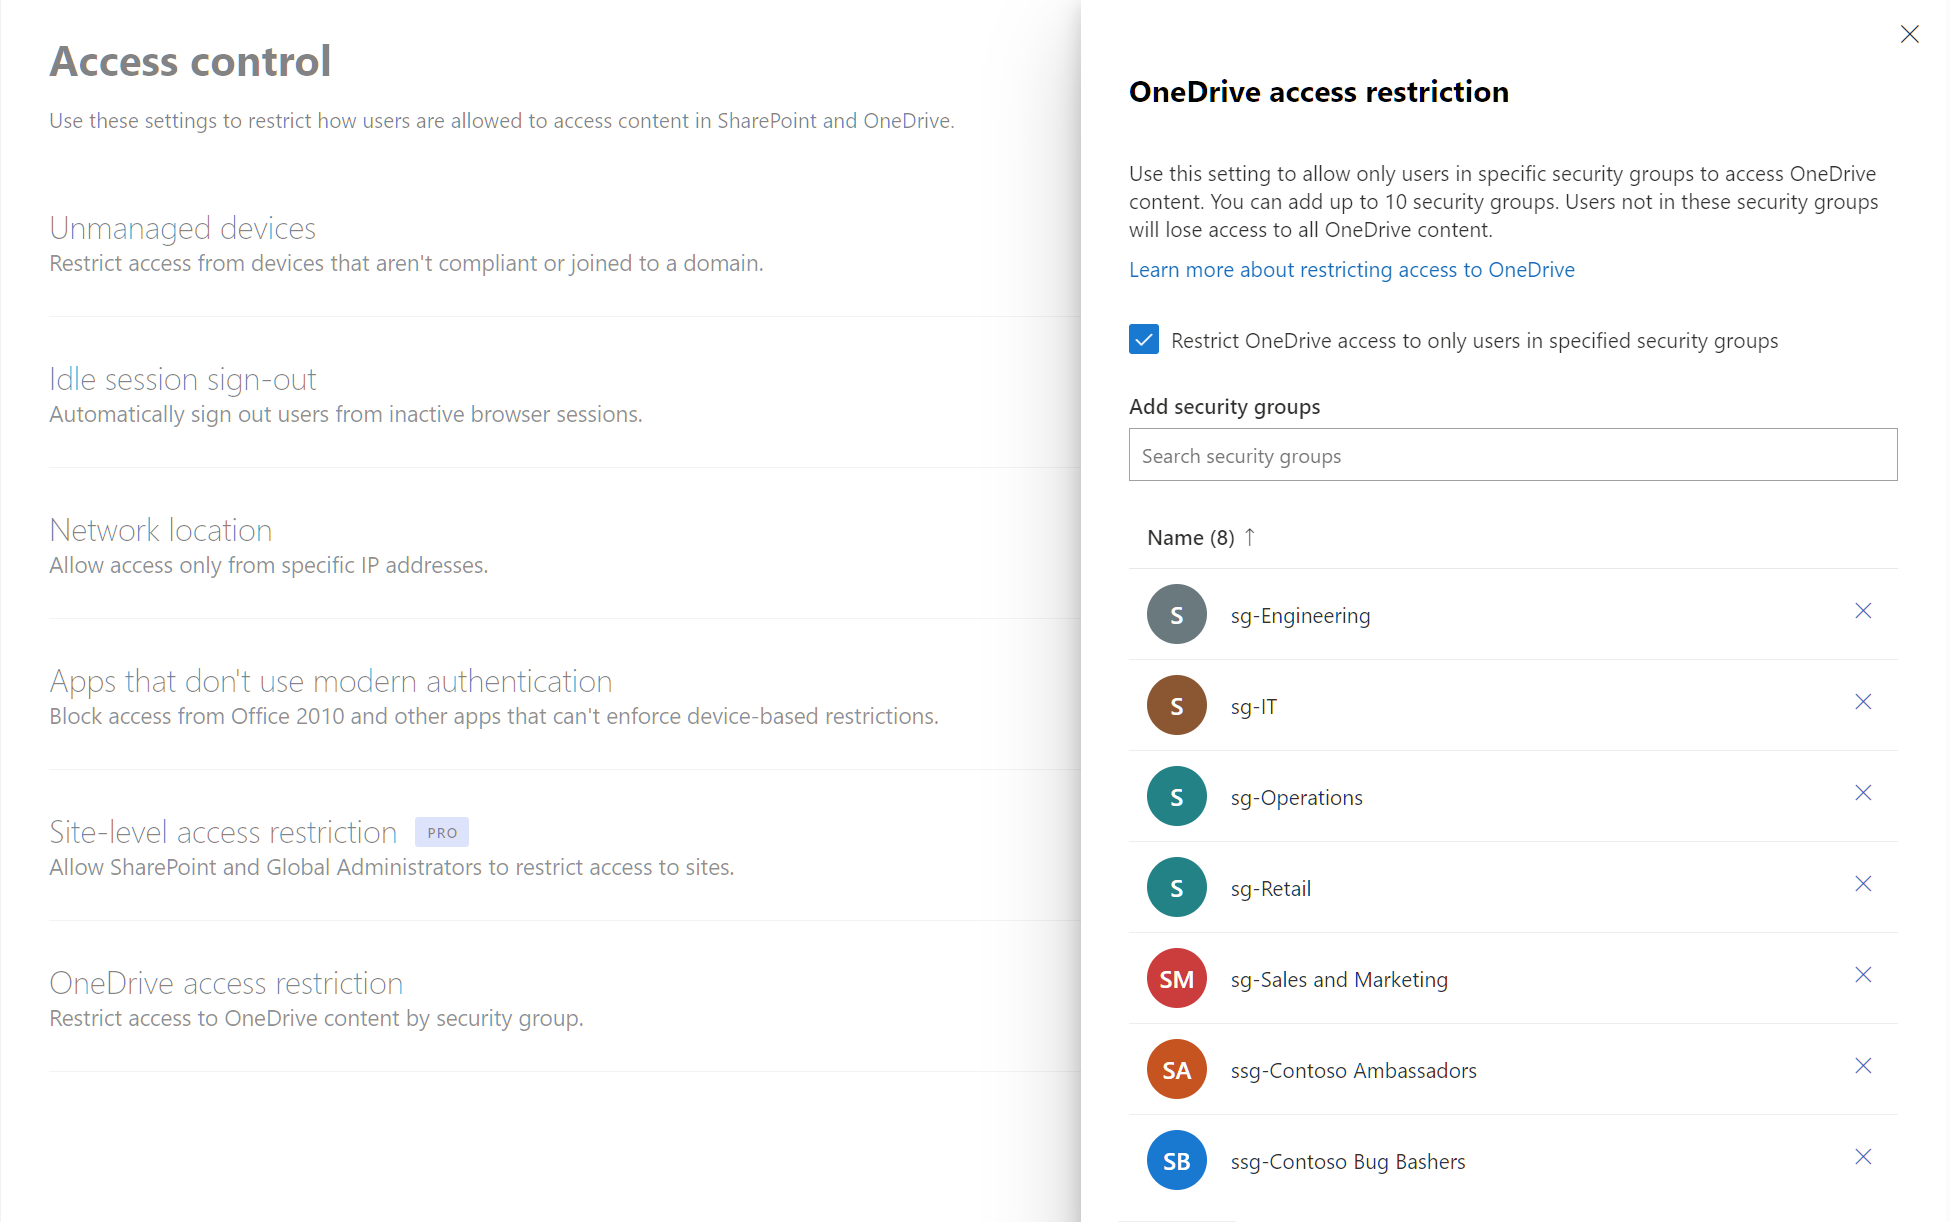 Access control
Use these settings to restrict how users are allowed to access content in SharePoint and OneDrive.
Unmanaged devices
Restrict access from devices that aren't compliant or joined to a domain.
Idle session sign-out
Automatically sign out users from inactive browser sessions.
Network location
Allow access only from specific IP addresses.
Apps that don't use modern authentication
Block access from Office 2010 and other apps that can't enforce device-based restrictions.
Site-level access restriction PRO
Allow SharePoint and Global Administrators to restrict access to sites.
OneDrive access restriction
Restrict access to OneDrive content by security group.
OneDrive access restriction
Use this setting to allow only users in specific security groups to access OneDrive
content. You can add up to 10 security groups. Users not in these security groups
will lose access to all OneDrive content.
Learn more about restricting access to OneDrive
Restrict OneDrive access to only users in specified security groups
Add security groups
Search security groups
Name (8) ↑
S sg-Engineering
S sg-IT
S sg-Operations
S sg-Retail
SM sg-Sales and Marketing
SA ssg-Contoso Ambassadors
SB ssg-Contoso Bug Bashers